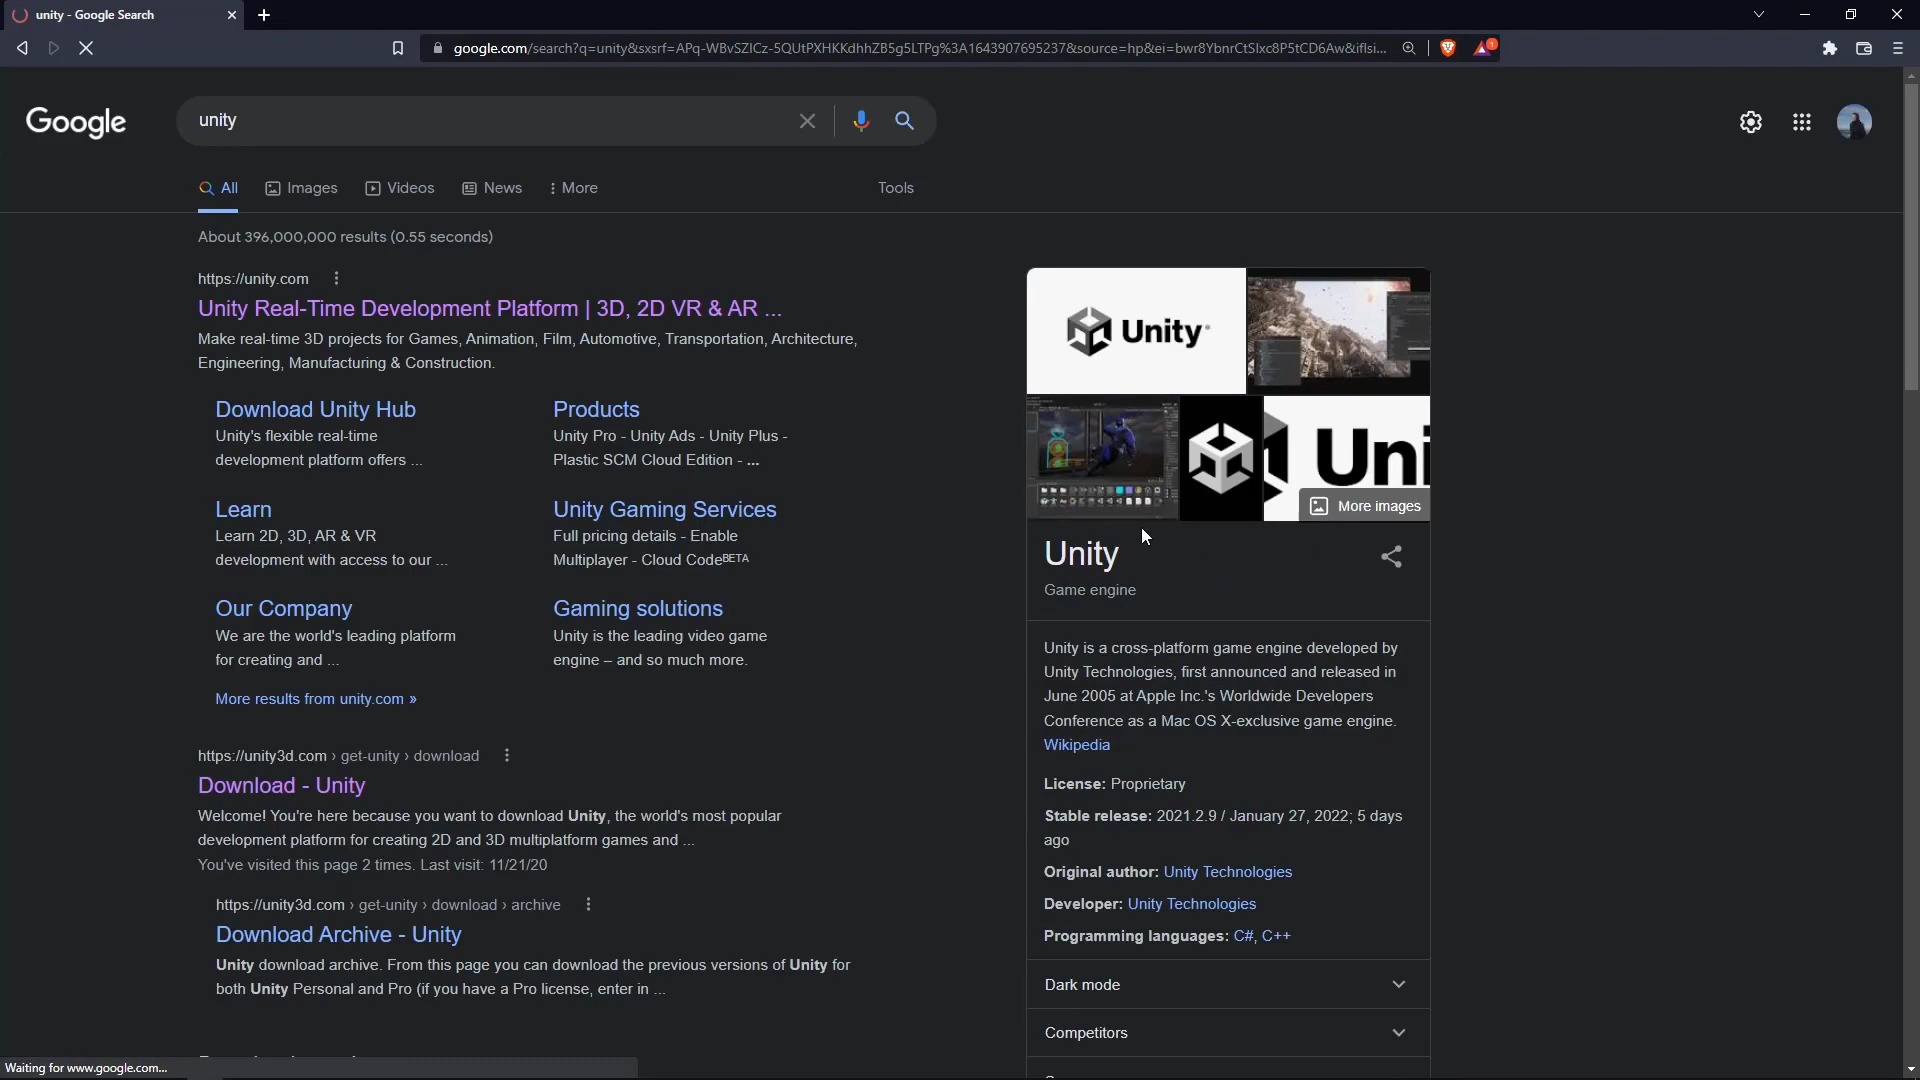 unity - Google Search
google.com/search?q=unity&sxsrf=APq-WBvSZICz-5QUtPXHKKdhhZB5g5LTPg%3A1643907695237&source=hp&ei=bwr8YbnrCtSlxc8P5tCD6Aw&iflsi...
1
Google
unity
All Images Videos News More Tools
About 396,000,000 results (0.55 seconds)
https://unity.com
Unity Real-Time Development Platform | 3D, 2D VR & AR ...
Make real-time 3D projects for Games, Animation, Film, Automotive, Transportation, Architecture,
Engineering, Manufacturing & Construction.
Download Unity Hub
Unity's flexible real-time
development platform offers ...
Products
Unity Pro - Unity Ads - Unity Plus -
Plastic SCM Cloud Edition - ...
Learn
Learn 2D, 3D, AR & VR
development with access to our ...
Unity Gaming Services
Full pricing details - Enable
Multiplayer - Cloud CodeBETA
Our Company
We are the world's leading platform
for creating and ...
Gaming solutions
Unity is the leading video game
engine – and so much more.
More results from unity.com »
https://unity3d.com › get-unity › download
Download - Unity
Welcome! You're here because you want to download Unity, the world's most popular
development platform for creating 2D and 3D multiplatform games and ...
You've visited this page 2 times. Last visit: 11/21/20
https://unity3d.com › get-unity › download › archive
Download Archive - Unity
Unity download archive. From this page you can download the previous versions of Unity for
both Unity Personal and Pro (if you have a Pro license, enter in ...
Unity
Uni
More images
Unity
Game engine
Unity is a cross-platform game engine developed by
Unity Technologies, first announced and released in
June 2005 at Apple Inc.'s Worldwide Developers
Conference as a Mac OS X-exclusive game engine.
Wikipedia
License: Proprietary
Stable release: 2021.2.9 / January 27, 2022; 5 days
ago
Original author: Unity Technologies
Developer: Unity Technologies
Programming languages: C#, C++
Dark mode
Competitors
Waiting for www.google.com...